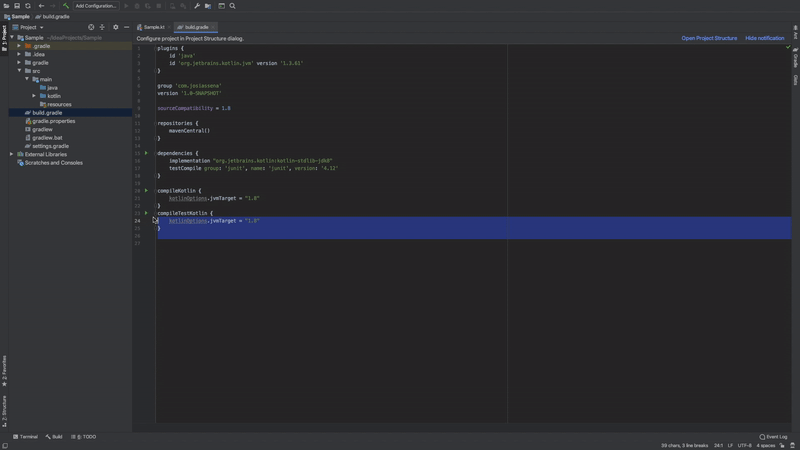 Add Configuration...
Sample
build.gradle
Project
Sample.kt
build.gradle
Configure project in Project Structure dialog.
Open Project Structure
Hide notification
Sample ~/IdeaProjects/Sample
.gradle
.idea
gradle
src
main
java
kotlin
resources
build.gradle
gradle.properties
gradlew
gradlew.bat
settings.gradle
External Libraries
Scratches and Consoles
plugins {
id 'java'
id 'org.jetbrains.kotlin.jvm' version '1.3.61'
}
version '1.0-SNAPSHOT'
sourceCompatibility = 1.8
repositories {
mavenCentral()
}
dependencies {
implementation "org.jetbrains.kotlin:kotlin-stdlib-jdk8"
testCompile group: 'junit', name: 'junit', version: '4.12'
}
compileKotlin {
kotlinOptions.jvmTarget = "1.8"
}
compileTestKotlin {
kotlinOptions.jvmTarget = "1.8"
}
1: Project
2: Favorites
Z: Structure
Ant
Gradle
Terminal
Build
6: TODO
Event Log
39 chars, 3 line breaks
24:1
LF
UTF-8
4 spaces